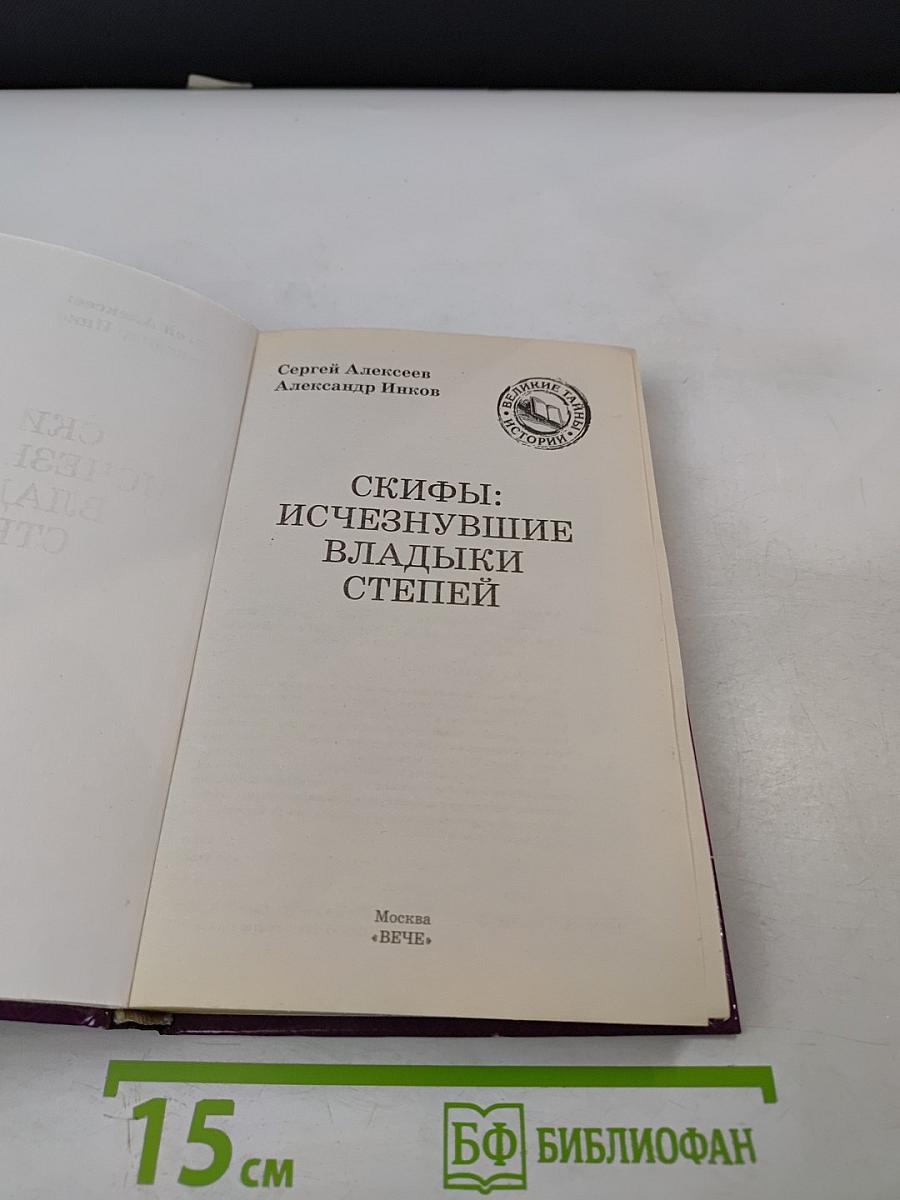 Сергей Алексеев
Александр Инков
ВЕЛИКИЕ ТАЙНЫ
ИСТОРИИ
СКИФЫ:
ИСЧЕЗНУВШИЕ
ВЛАДЫКИ
СТЕПЕЙ
Москва
«ВЕЧЕ»
15 см
БФ БИБЛИОФАН